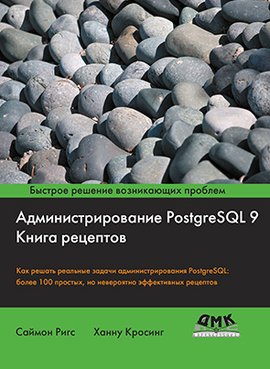 Быстрое решение возникающих проблем
Администрирование PostgreSQL 9
Книга рецептов
Как решать реальные задачи администрирования PostgreSQL:
более 100 простых, но невероятно эффективных рецептов
Саймон Ригс Ханну Кросинг
ДМК
ИЗДАТЕЛЬСТВО